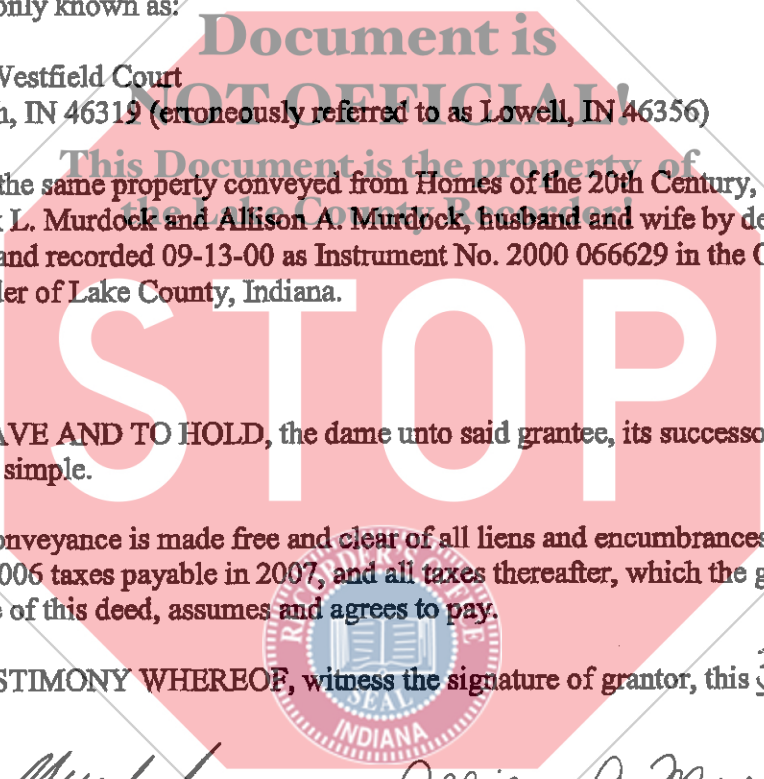 only known as:
Document is
Westfield Court
NOT OFFICIAL!
n, IN 46319 (erroneously referred to as Lowell, IN 46356)
This Document is the property of
the same property conveyed from Homes of the 20th Century,
L. Murdock and Allison A. Murdock, husband and wife by de
the Lake County Recorder!
and recorded 09-13-00 as Instrument No. 2000 066629 in the O
der of Lake County, Indiana.
STOP
AVE AND TO HOLD, the dame unto said grantee, its successo
simple.
onveyance is made free and clear of all liens and encumbrances
006 taxes payable in 2007, and all taxes thereafter, which the g
e of this deed, assumes and agrees to pay.
RECORDER'S OFFICE
SEAL
INDIANA
STIMONY WHEREOF, witness the signature of grantor, this